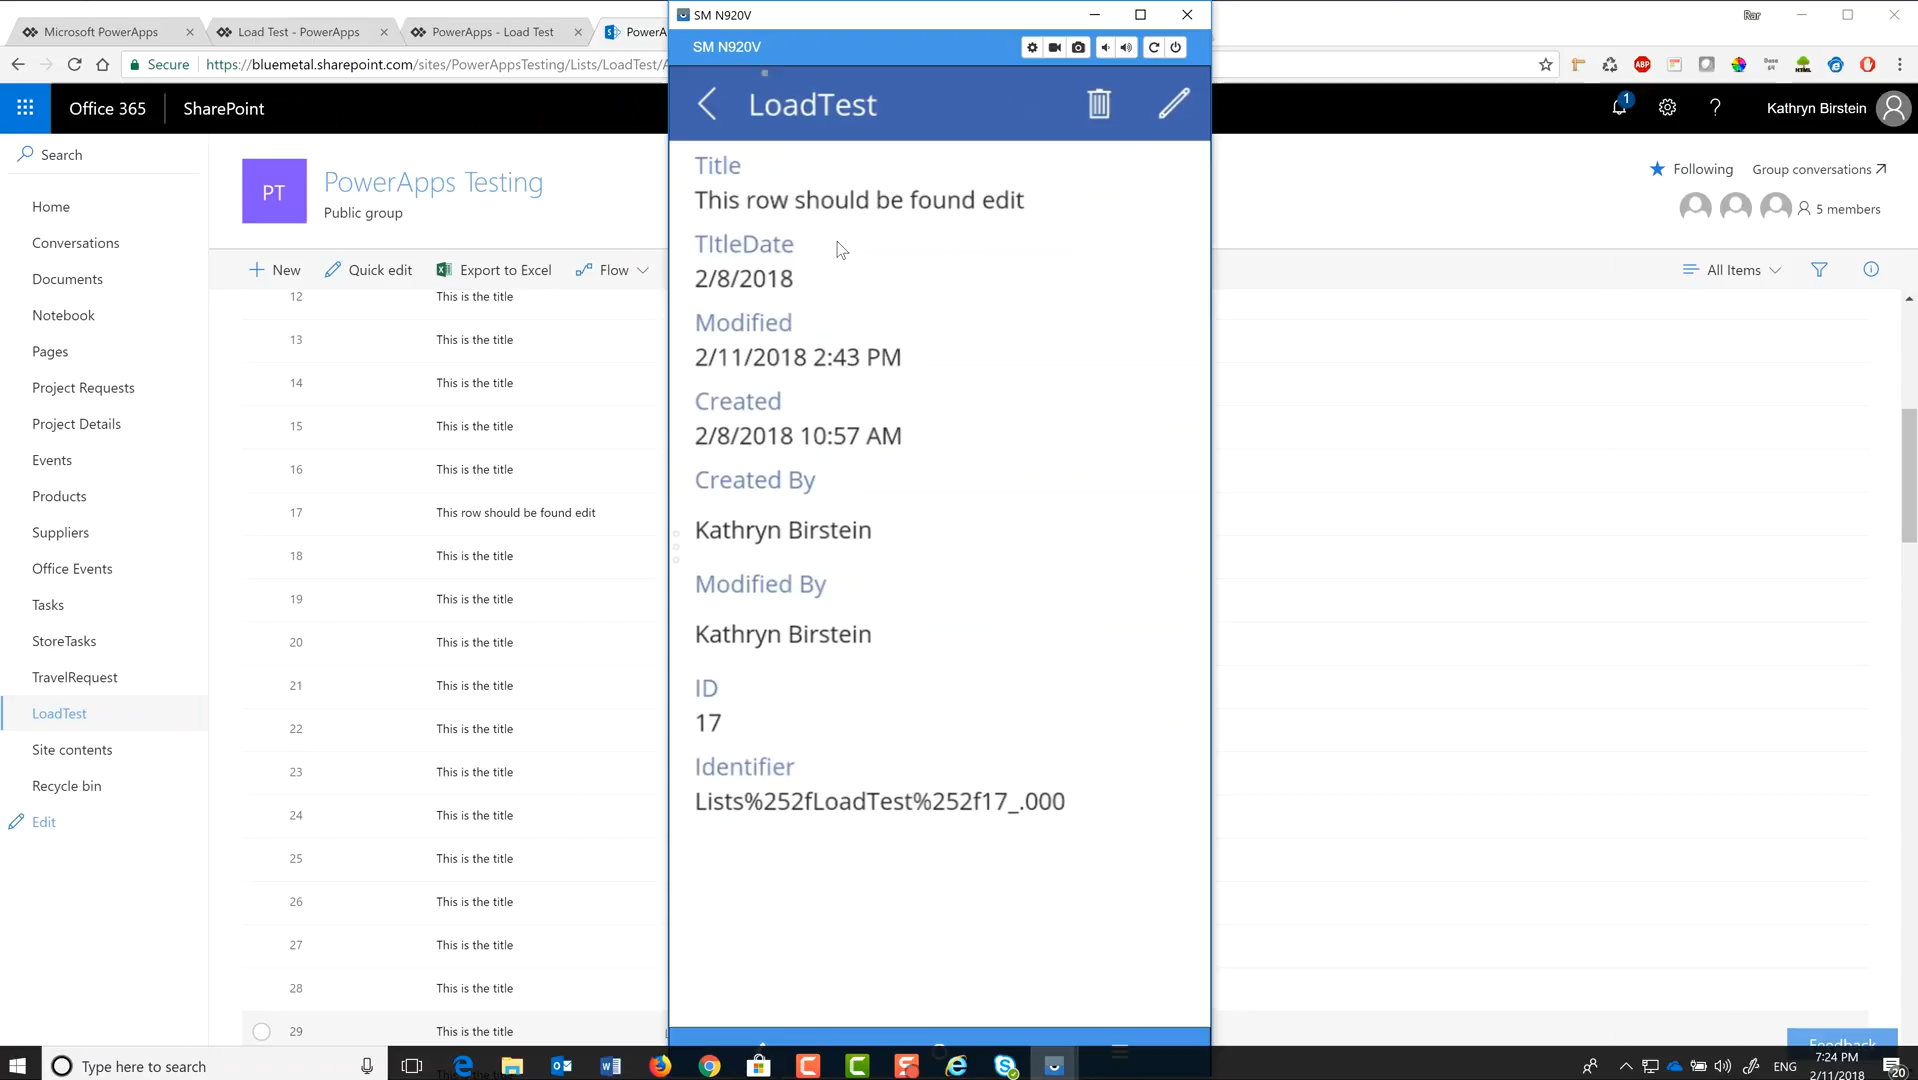 SM N920V
Rar
Microsoft PowerApps
Load Test - PowerApps
PowerApps - Load Test
PowerA
SM N920V
Secure
https://bluemetal.sharepoint.com/sites/PowerAppsTesting/Lists/LoadTest/A
ABP
Office 365
SharePoint
LoadTest
1
?
Kathryn Birstein
Search
PT
PowerApps Testing
Public group
Following
Group conversations
5 members
Home
Conversations
Documents
Notebook
Pages
Project Requests
Project Details
Events
Products
Suppliers
Office Events
Tasks
StoreTasks
TravelRequest
LoadTest
Site contents
Recycle bin
Edit
New
Quick edit
Export to Excel
Flow
All Items
12 This is the title
13 This is the title
14 This is the title
15 This is the title
16 This is the title
17 This row should be found edit
18 This is the title
19 This is the title
20 This is the title
21 This is the title
22 This is the title
23 This is the title
24 This is the title
25 This is the title
26 This is the title
27 This is the title
28 This is the title
29 This is the title
Title
This row should be found edit
TItleDate
2/8/2018
Modified
2/11/2018 2:43 PM
Created
2/8/2018 10:57 AM
Created By
Kathryn Birstein
Modified By
Kathryn Birstein
ID
17
Identifier
Lists%252fLoadTest%252f17_.000
Feedback
Type here to search
ENG
7:24 PM
2/11/2018
20